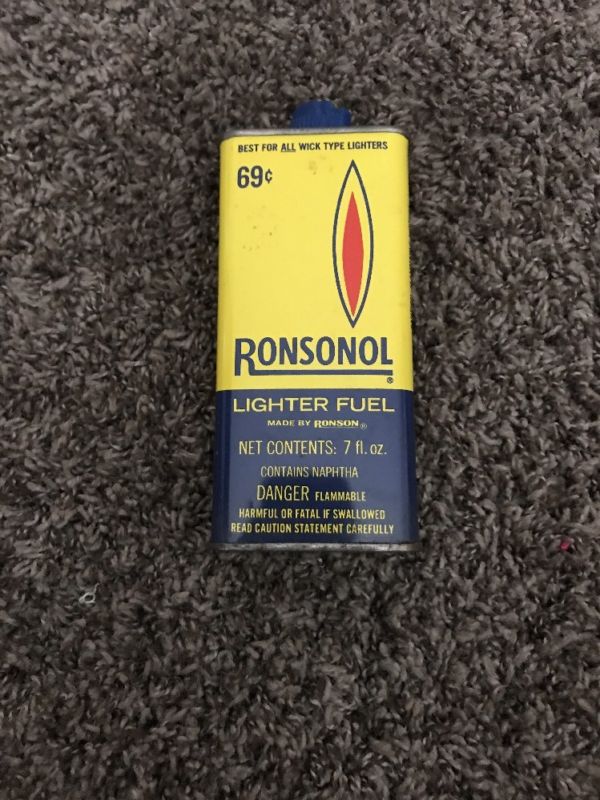 BEST FOR ALL WICK TYPE LIGHTERS
69¢
RONSONOL®
LIGHTER FUEL
MADE BY RONSON®
NET CONTENTS: 7 fl. oz.
CONTAINS NAPHTHA
DANGER FLAMMABLE
HARMFUL OR FATAL IF SWALLOWED
READ CAUTION STATEMENT CAREFULLY